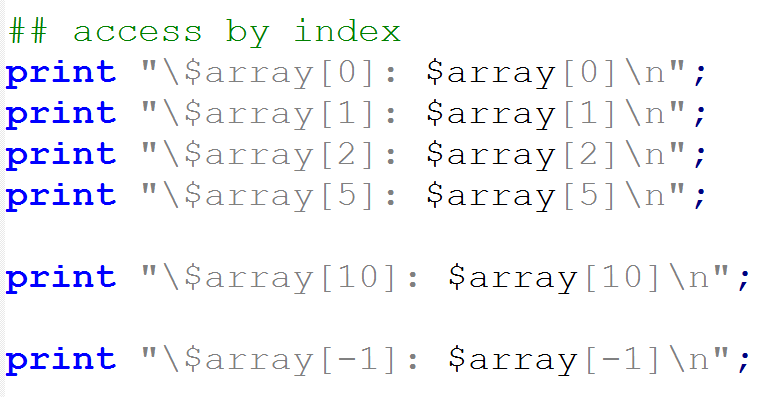 ## access by index
print "\$array[0]: $array[0]\n";
print "\$array[1]: $array[1]\n";
print "\$array[2]: $array[2]\n";
print "\$array[5]: $array[5]\n";
print "\$array[10]: $array[10]\n";
print "\$array[-1]: $array[-1]\n";